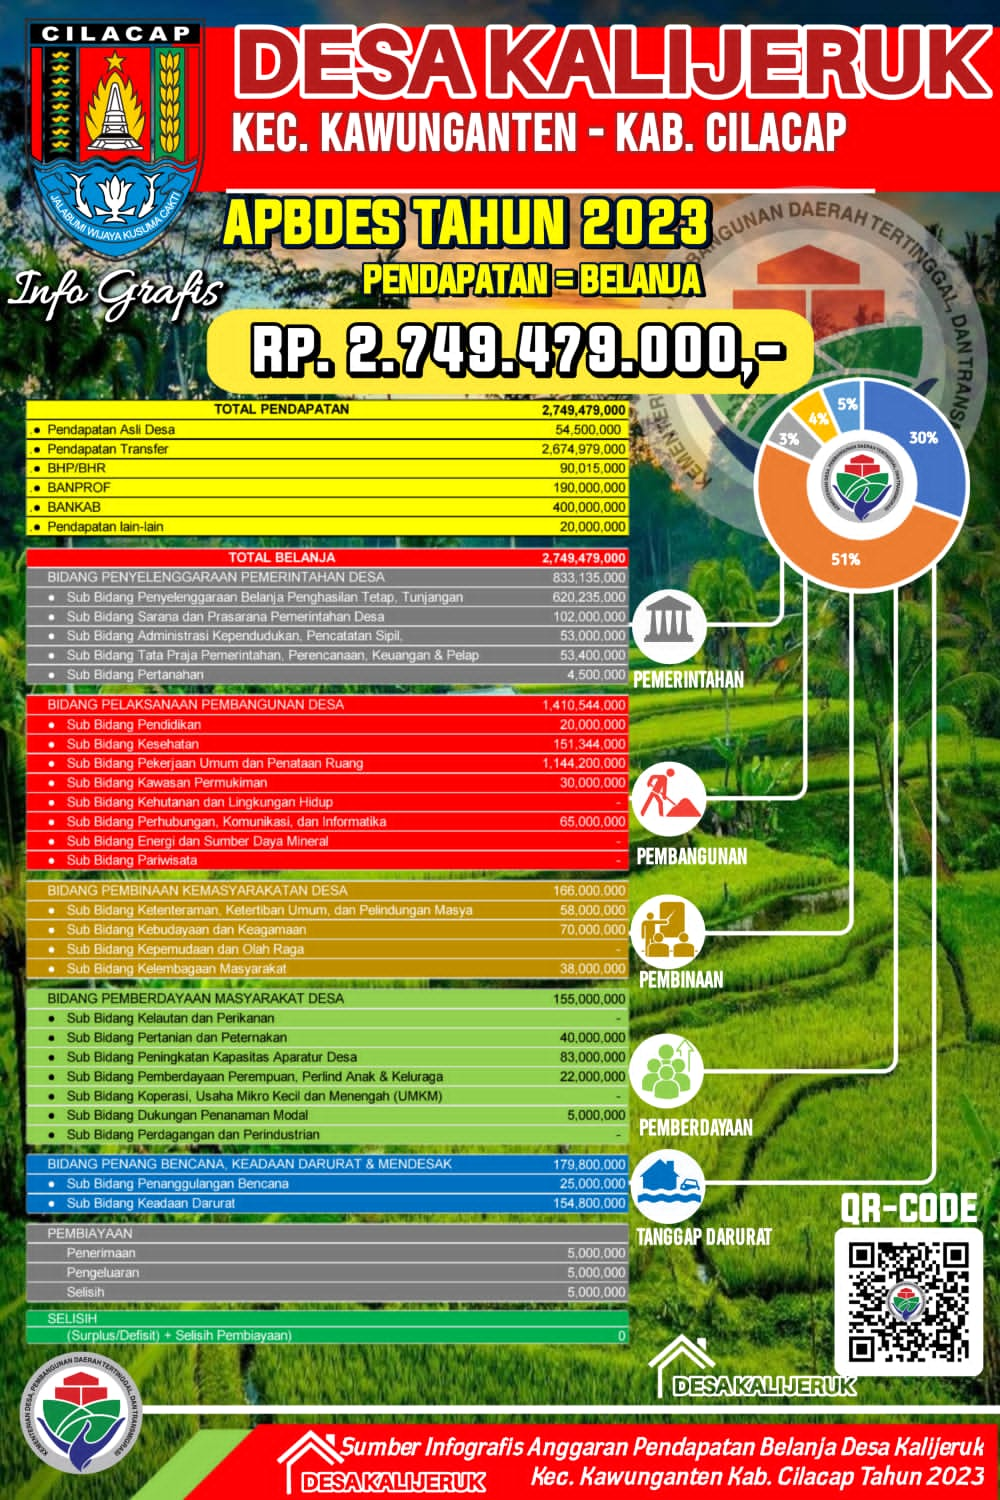 CILACAP
JALABUMI WIJAYA KUSUMA CAKTI
DESA KALIJERUK
KEC. KAWUNGANTEN - KAB. CILACAP
APBDES TAHUN 2023
PENDAPATAN = BELANJA
Info Grafis
RP. 2.749.479.000,-
TOTAL PENDAPATAN 2,749,479,000
• Pendapatan Asli Desa 54,500,000
• Pendapatan Transfer 2,674,979,000
• BHP/BHR 90,015,000
• BANPROF 190,000,000
• BANKAB 400,000,000
• Pendapatan lain-lain 20,000,000
5%
4%
3%
30%
51%
TOTAL BELANJA 2,749,479,000
BIDANG PENYELENGGARAAN PEMERINTAHAN DESA 833,135,000
• Sub Bidang Penyelenggaraan Belanja Penghasilan Tetap, Tunjangan 620,235,000
• Sub Bidang Sarana dan Prasarana Pemerintahan Desa 102,000,000
• Sub Bidang Administrasi Kependudukan, Pencatatan Sipil, 53,000,000
• Sub Bidang Tata Praja Pemerintahan, Perencanaan, Keuangan & Pelap 53,400,000
• Sub Bidang Pertanahan 4,500,000
PEMERINTAHAN
BIDANG PELAKSANAAN PEMBANGUNAN DESA 1,410,544,000
• Sub Bidang Pendidikan 20,000,000
• Sub Bidang Kesehatan 151,344,000
• Sub Bidang Pekerjaan Umum dan Penataan Ruang 1,144,200,000
• Sub Bidang Kawasan Permukiman 30,000,000
• Sub Bidang Kehutanan dan Lingkungan Hidup -
• Sub Bidang Perhubungan, Komunikasi, dan Informatika 65,000,000
• Sub Bidang Energi dan Sumber Daya Mineral -
• Sub Bidang Pariwisata -
PEMBANGUNAN
BIDANG PEMBINAAN KEMASYARAKATAN DESA 166,000,000
• Sub Bidang Ketenteraman, Ketertiban Umum, dan Pelindungan Masya 58,000,000
• Sub Bidang Kebudayaan dan Keagamaan 70,000,000
• Sub Bidang Kepemudaan dan Olah Raga -
• Sub Bidang Kelembagaan Masyarakat 38,000,000
PEMBINAAN
BIDANG PEMBERDAYAAN MASYARAKAT DESA 155,000,000
• Sub Bidang Kelautan dan Perikanan -
• Sub Bidang Pertanian dan Peternakan 40,000,000
• Sub Bidang Peningkatan Kapasitas Aparatur Desa 83,000,000
• Sub Bidang Pemberdayaan Perempuan, Perlind Anak & Keluraga 22,000,000
• Sub Bidang Koperasi, Usaha Mikro Kecil dan Menengah (UMKM) -
• Sub Bidang Dukungan Penanaman Modal 5,000,000
• Sub Bidang Perdagangan dan Perindustrian -
PEMBERDAYAAN
BIDANG PENANG BENCANA, KEADAAN DARURAT & MENDESAK 179,800,000
• Sub Bidang Penanggulangan Bencana 25,000,000
• Sub Bidang Keadaan Darurat 154,800,000
TANGGAP DARURAT
QR-CODE
PEMBIAYAAN
Penerimaan 5,000,000
Pengeluaran 5,000,000
Selisih 5,000,000
SELISIH
(Surplus/Defisit) + Selisih Pembiayaan) 0
DESA KALIJERUK
KEMENTERIAN DESA, PEMBANGUNAN DAERAH TERTINGGAL, DAN TRANSMIGRASI
DESA KALIJERUK
Sumber Infografis Anggaran Pendapatan Belanja Desa Kalijeruk
Kec. Kawunganten Kab. Cilacap Tahun 2023